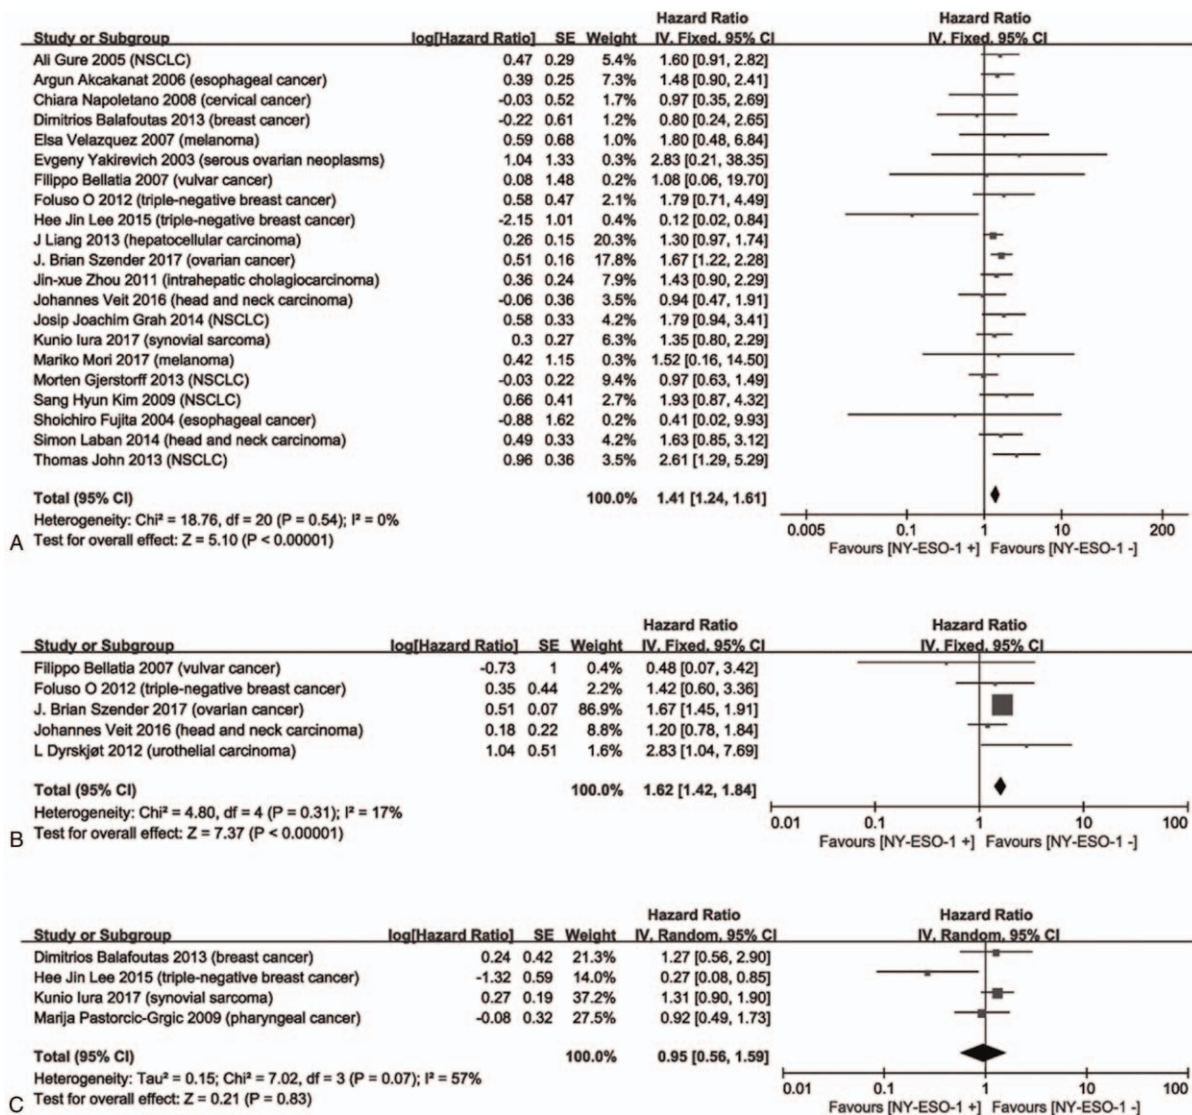 Hazard Ratio Hazard Ratio
Study or Subgroup log[Hazard Ratio] SE Weight IV, Fixed, 95% CI IV, Fixed, 95% CI
Ali Gure 2005 (NSCLC) 0.47 0.29 5.4% 1.60 [0.91, 2.82]
Argun Akcakanat 2006 (esophageal cancer) 0.39 0.25 7.3% 1.48 [0.90, 2.41]
Chiara Napoletano 2008 (cervical cancer) -0.03 0.52 1.7% 0.97 [0.35, 2.69]
Dimitrios Balafoutas 2013 (breast cancer) -0.22 0.61 1.2% 0.80 [0.24, 2.65]
Elsa Velazquez 2007 (melanoma) 0.59 0.68 1.0% 1.80 [0.48, 6.84]
Evgeny Yakirevich 2003 (serous ovarian neoplasms) 1.04 1.33 0.3% 2.83 [0.21, 38.35]
Filippo Bellatia 2007 (vulvar cancer) 0.08 1.48 0.2% 1.08 [0.06, 19.70]
Foluso O 2012 (triple-negative breast cancer) 0.58 0.47 2.1% 1.79 [0.71, 4.49]
Hee Jin Lee 2015 (triple-negative breast cancer) -2.15 1.01 0.4% 0.12 [0.02, 0.84]
J Liang 2013 (hepatocellular carcinoma) 0.26 0.15 20.3% 1.30 [0.97, 1.74]
J. Brian Szender 2017 (ovarian cancer) 0.51 0.16 17.8% 1.67 [1.22, 2.28]
Jin-xue Zhou 2011 (intrahepatic cholagiocarcinoma) 0.36 0.24 7.9% 1.43 [0.90, 2.29]
Johannes Veit 2016 (head and neck carcinoma) -0.06 0.36 3.5% 0.94 [0.47, 1.91]
Josip Joachim Grah 2014 (NSCLC) 0.58 0.33 4.2% 1.79 [0.94, 3.41]
Kunio Iura 2017 (synovial sarcoma) 0.3 0.27 6.3% 1.35 [0.80, 2.29]
Mariko Mori 2017 (melanoma) 0.42 1.15 0.3% 1.52 [0.16, 14.50]
Morten Gjerstorff 2013 (NSCLC) -0.03 0.22 9.4% 0.97 [0.63, 1.49]
Sang Hyun Kim 2009 (NSCLC) 0.66 0.41 2.7% 1.93 [0.87, 4.32]
Shoichiro Fujita 2004 (esophageal cancer) -0.88 1.62 0.2% 0.41 [0.02, 9.93]
Simon Laban 2014 (head and neck carcinoma) 0.49 0.33 4.2% 1.63 [0.85, 3.12]
Thomas John 2013 (NSCLC) 0.96 0.36 3.5% 2.61 [1.29, 5.29]
Total (95% CI) 100.0% 1.41 [1.24, 1.61]
Heterogeneity: Chi² = 18.76, df = 20 (P = 0.54); I² = 0%
Test for overall effect: Z = 5.10 (P < 0.00001)
0.005 0.1 1 10 200
Favours [NY-ESO-1 +] Favours [NY-ESO-1 -]
A
Hazard Ratio Hazard Ratio
Study or Subgroup log[Hazard Ratio] SE Weight IV, Fixed, 95% CI IV, Fixed, 95% CI
Filippo Bellatia 2007 (vulvar cancer) -0.73 1 0.4% 0.48 [0.07, 3.42]
Foluso O 2012 (triple-negative breast cancer) 0.35 0.44 2.2% 1.42 [0.60, 3.36]
J. Brian Szender 2017 (ovarian cancer) 0.51 0.07 86.9% 1.67 [1.45, 1.91]
Johannes Veit 2016 (head and neck carcinoma) 0.18 0.22 8.8% 1.20 [0.78, 1.84]
L Dyrskjøt 2012 (urothelial carcinoma) 1.04 0.51 1.6% 2.83 [1.04, 7.69]
Total (95% CI) 100.0% 1.62 [1.42, 1.84]
Heterogeneity: Chi² = 4.80, df = 4 (P = 0.31); I² = 17%
Test for overall effect: Z = 7.37 (P < 0.00001)
0.01 0.1 1 10 100
Favours [NY-ESO-1 +] Favours [NY-ESO-1 -]
B
Hazard Ratio Hazard Ratio
Study or Subgroup log[Hazard Ratio] SE Weight IV, Random, 95% CI IV, Random, 95% CI
Dimitrios Balafoutas 2013 (breast cancer) 0.24 0.42 21.3% 1.27 [0.56, 2.90]
Hee Jin Lee 2015 (triple-negative breast cancer) -1.32 0.59 14.0% 0.27 [0.08, 0.85]
Kunio Iura 2017 (synovial sarcoma) 0.27 0.19 37.2% 1.31 [0.90, 1.90]
Marija Pastorcic-Grgic 2009 (pharyngeal cancer) -0.08 0.32 27.5% 0.92 [0.49, 1.73]
Total (95% CI) 100.0% 0.95 [0.56, 1.59]
Heterogeneity: Tau² = 0.15; Chi² = 7.02, df = 3 (P = 0.07); I² = 57%
Test for overall effect: Z = 0.21 (P = 0.83)
0.01 0.1 1 10 100
Favours [NY-ESO-1 +] Favours [NY-ESO-1 -]
C